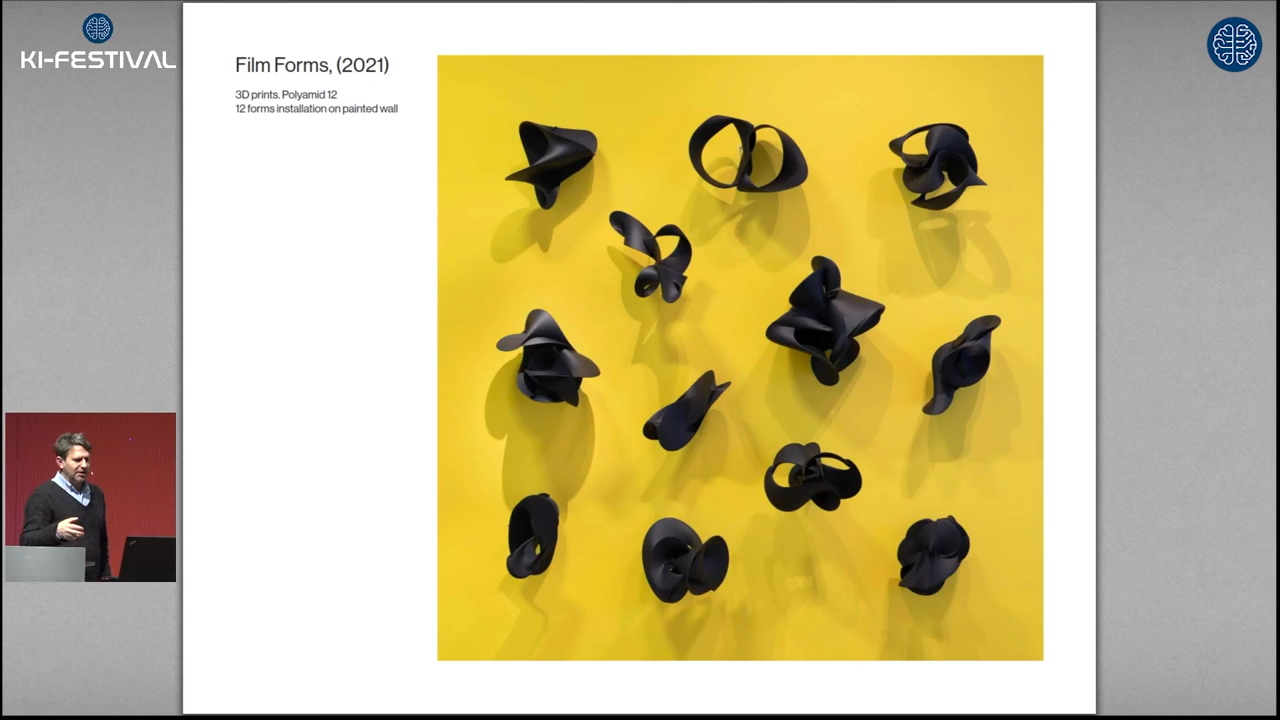 KI-FESTIVAL
Film Forms, (2021)
3D prints. Polyamid 12
12 forms installation on painted wall